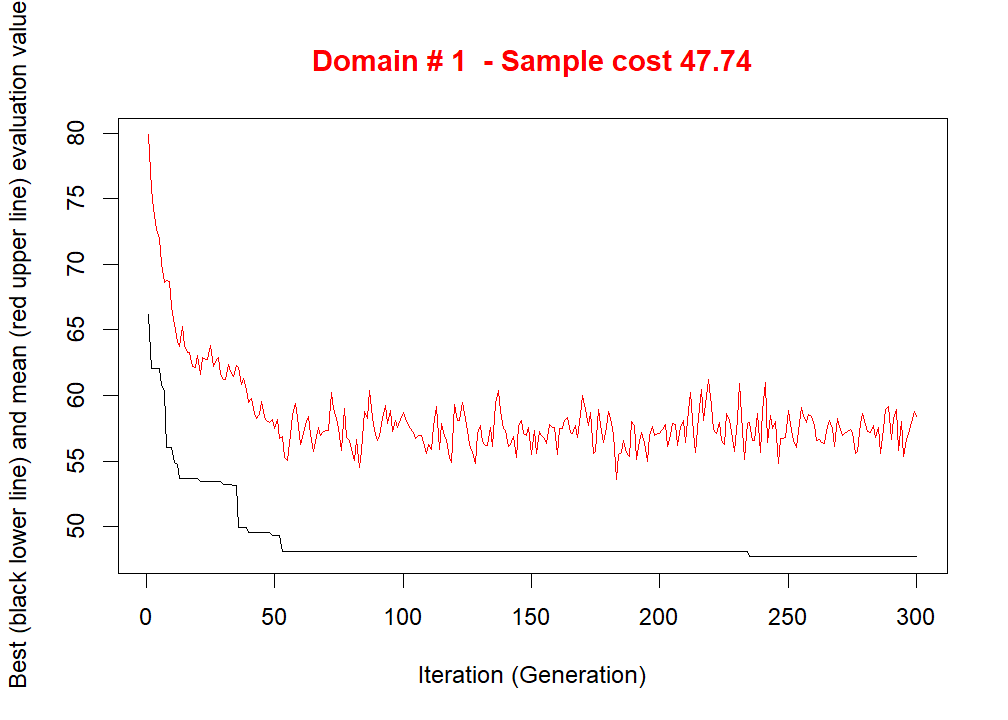 Domain # 1  - Sample cost 47.74
Best (black lower line) and mean (red upper line) evaluation value
80
75
70
65
60
55
50
0 50 100 150 200 250 300
Iteration (Generation)